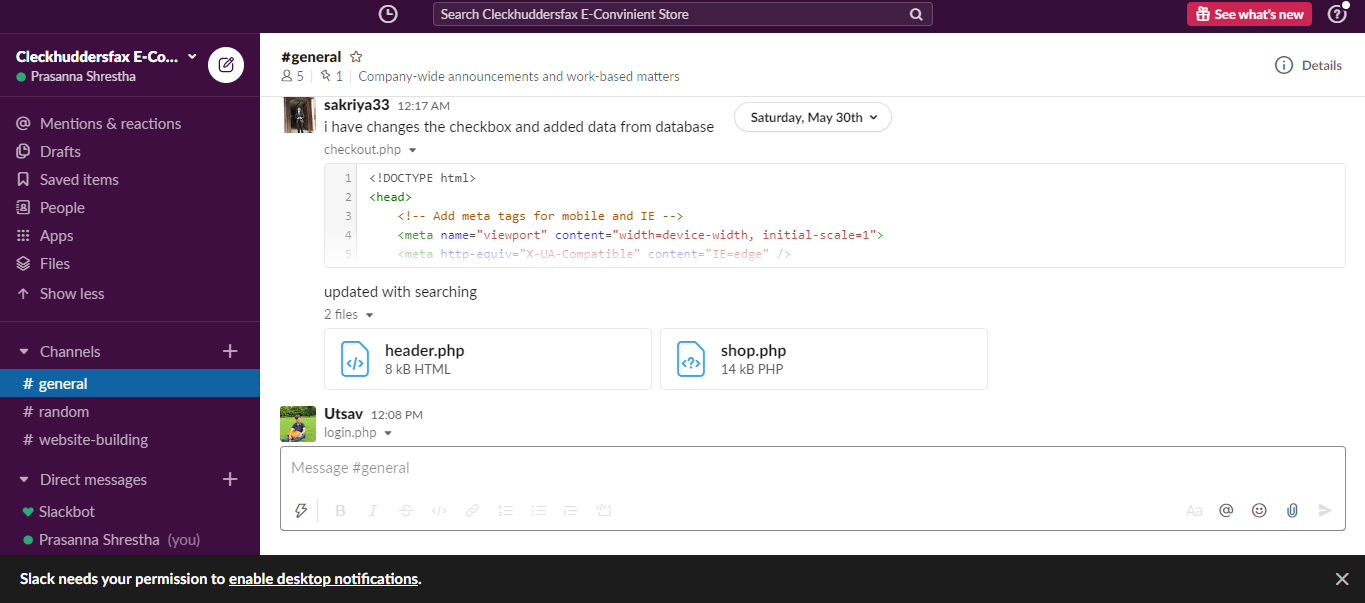 Search Cleckhuddersfax E-Convinient Store
See what's new
Cleckhuddersfax E-Co...
Prasanna Shrestha
Mentions & reactions
Drafts
Saved items
People
Apps
Files
Show less
Channels
# general
# random
# website-building
Direct messages
Slackbot
Prasanna Shrestha (you)
#general
5 | 1 | Company-wide announcements and work-based matters
Details
Saturday, May 30th
sakriya33 12:17 AM
i have changes the checkbox and added data from database
checkout.php
1 <!DOCTYPE html>
2 <head>
3 <!-- Add meta tags for mobile and IE -->
4 <meta name="viewport" content="width=device-width, initial-scale=1">
5 <meta http-equiv="X-UA-Compatible" content="IE=edge" />
updated with searching
2 files
header.php
8 kB HTML
shop.php
14 kB PHP
Utsav 12:08 PM
login.php
Message #general
B I S </> Aa @
Slack needs your permission to enable desktop notifications.